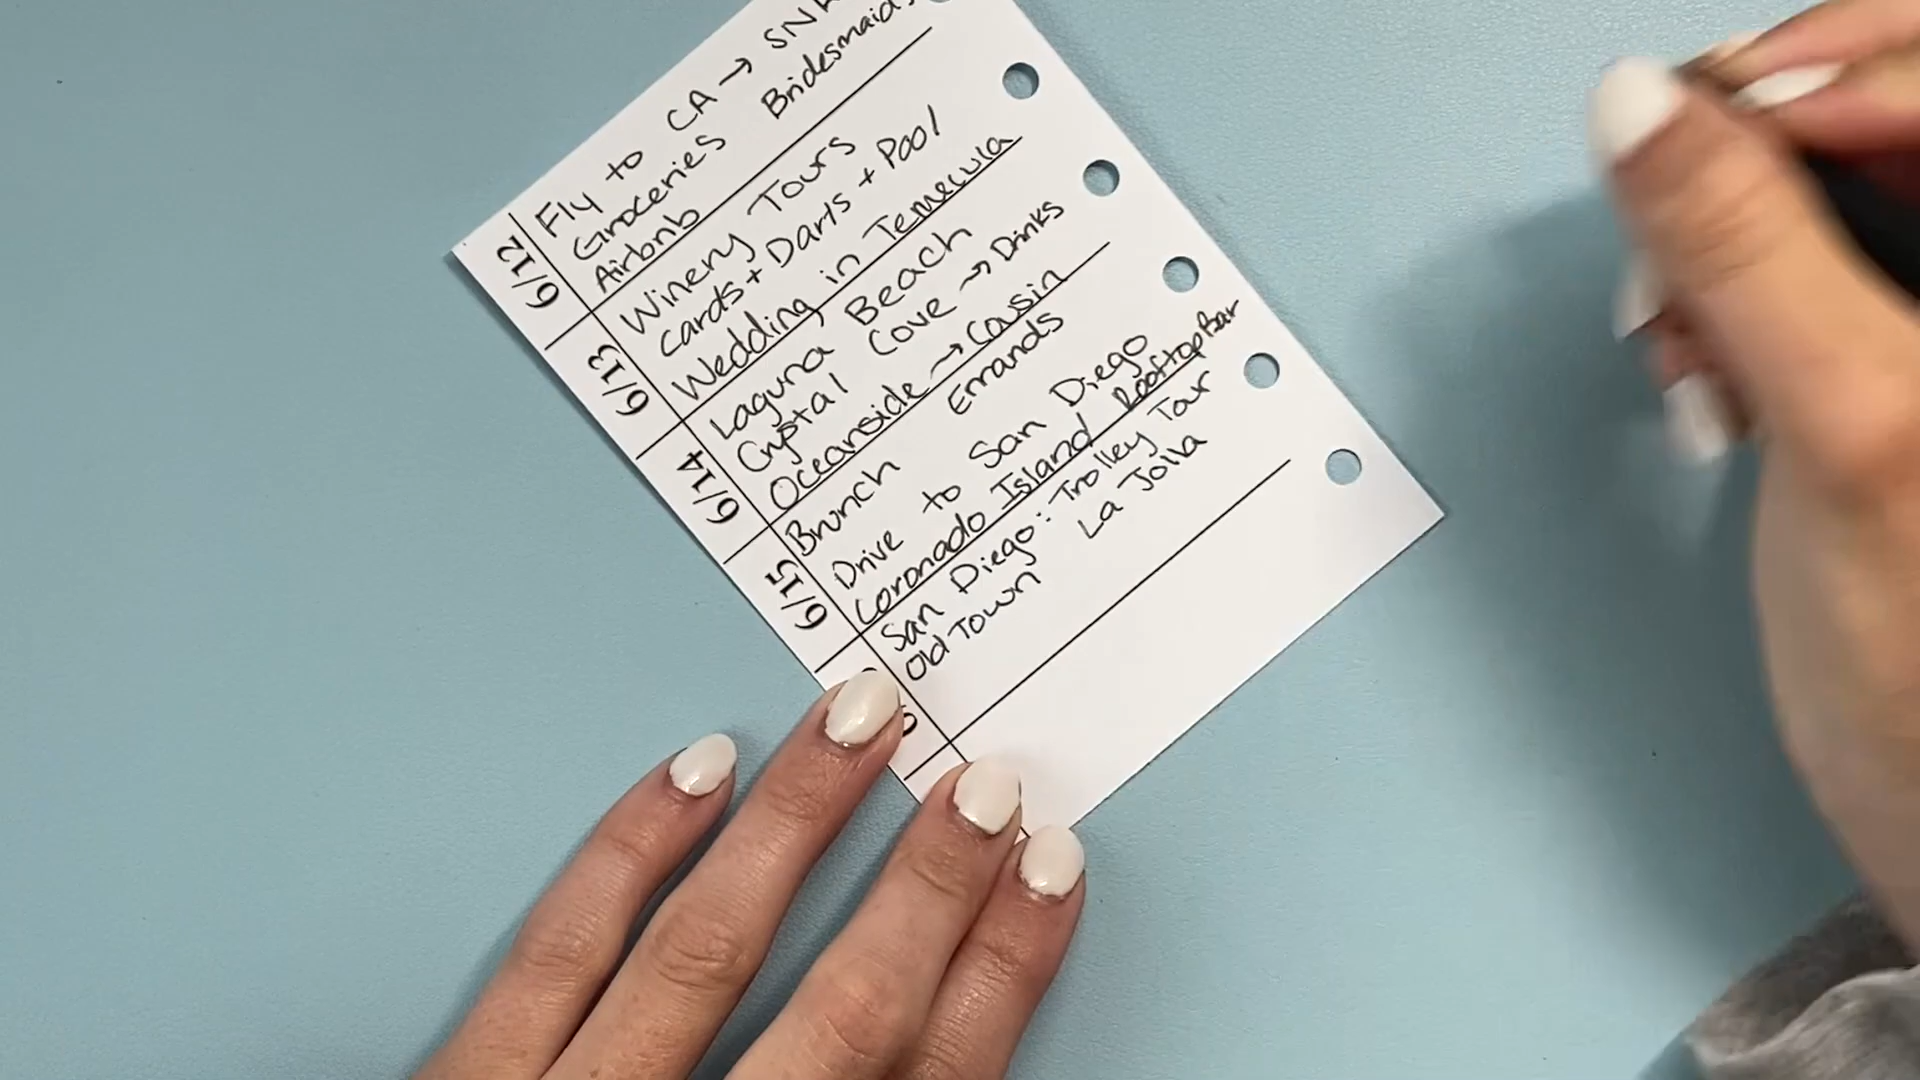 6/12
Fly to CA →
Groceries Bridesmaids
Airbnb
6/13
Winery Tours
Cards + Darts + Pool
Wedding in Temecula
6/14
Laguna Beach
Crystal Cove → Drinks
Oceanside → Cousin
6/15
Brunch Errands
Drive to San Diego
Coronado Island Rooftop Bar
San Diego: Trolley Tour
Old Town La Jolla